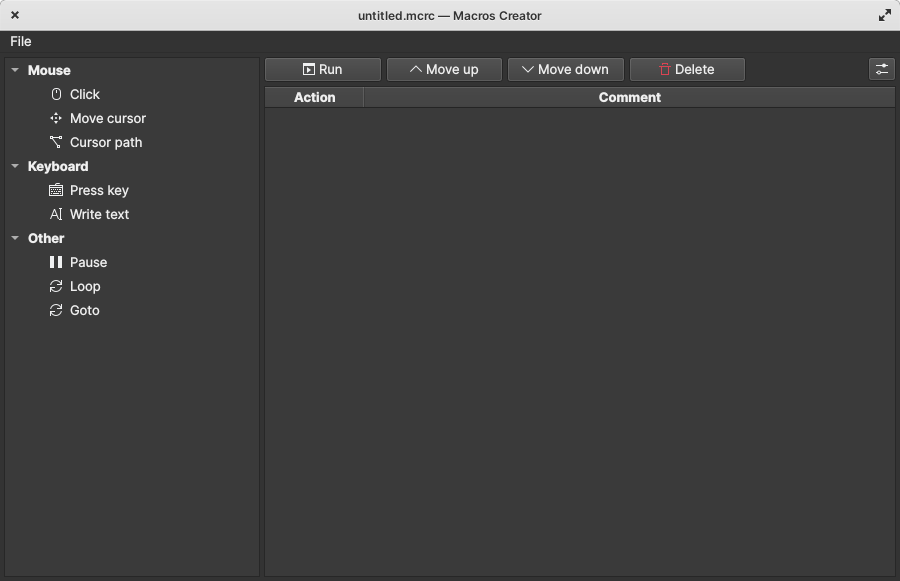 untitled.mcrc — Macros Creator
File
Mouse
Click
Move cursor
Cursor path
Keyboard
Press key
Write text
Other
Pause
Loop
Goto
Run Move up Move down Delete
Action Comment